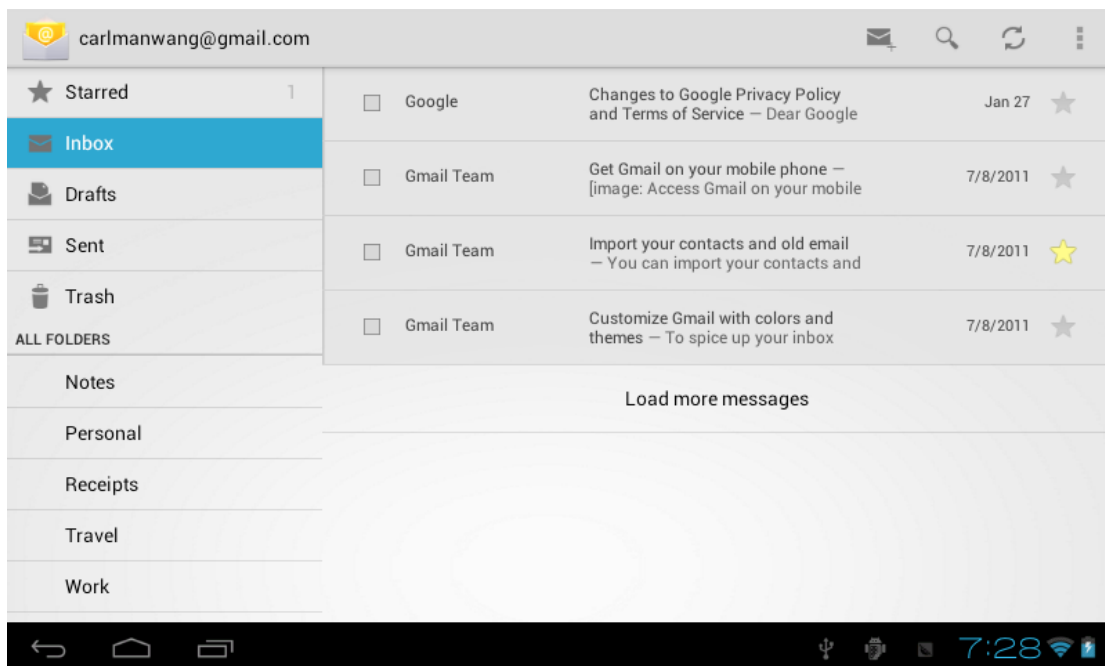 carlmanwang@gmail.com
Starred 1
Inbox
Drafts
Sent
Trash
ALL FOLDERS
Notes
Personal
Receipts
Travel
Work
Google
Changes to Google Privacy Policy
and Terms of Service — Dear Google
Jan 27
Gmail Team
Get Gmail on your mobile phone —
[image: Access Gmail on your mobile
7/8/2011
Gmail Team
Import your contacts and old email
— You can import your contacts and
7/8/2011
Gmail Team
Customize Gmail with colors and
themes — To spice up your inbox
7/8/2011
Load more messages
7:28